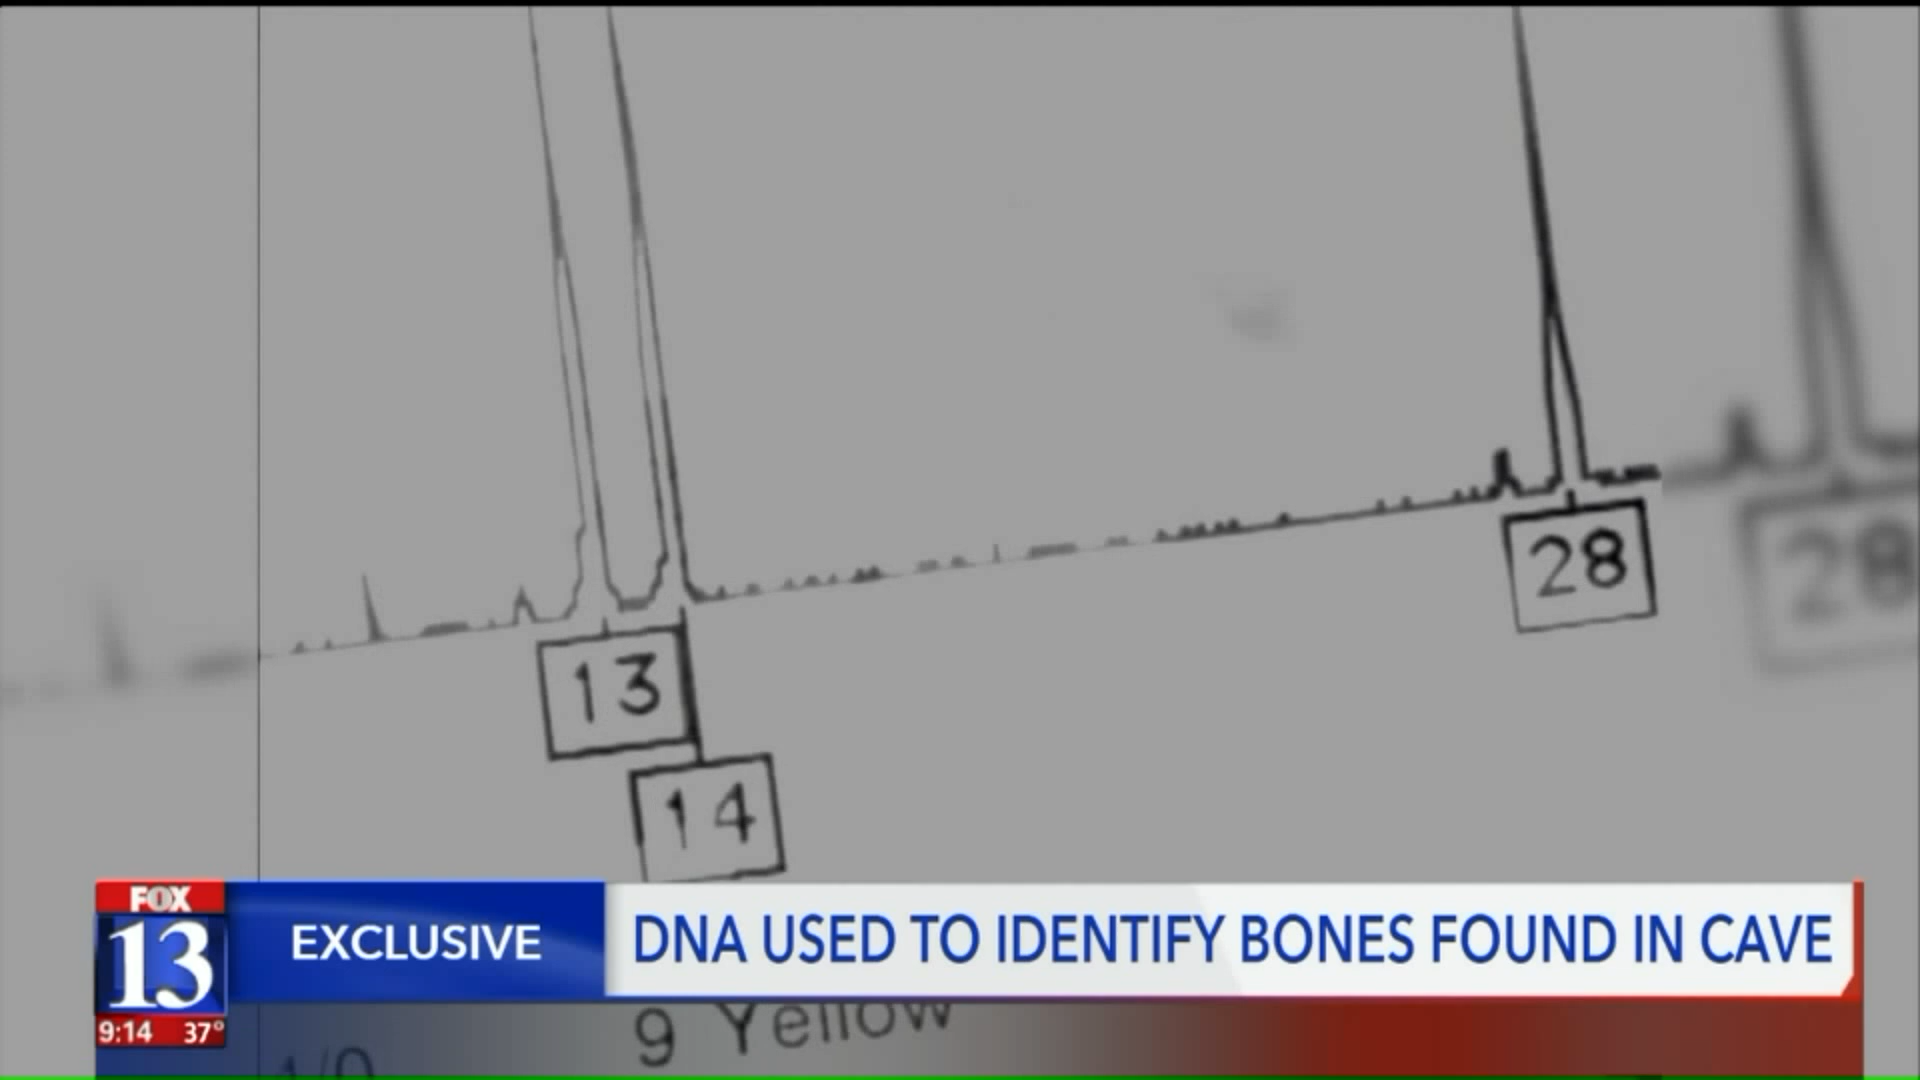 28
28
13
14
FOX
13
9:14 37°
EXCLUSIVE
DNA USED TO IDENTIFY BONES FOUND IN CAVE
9 Yellow